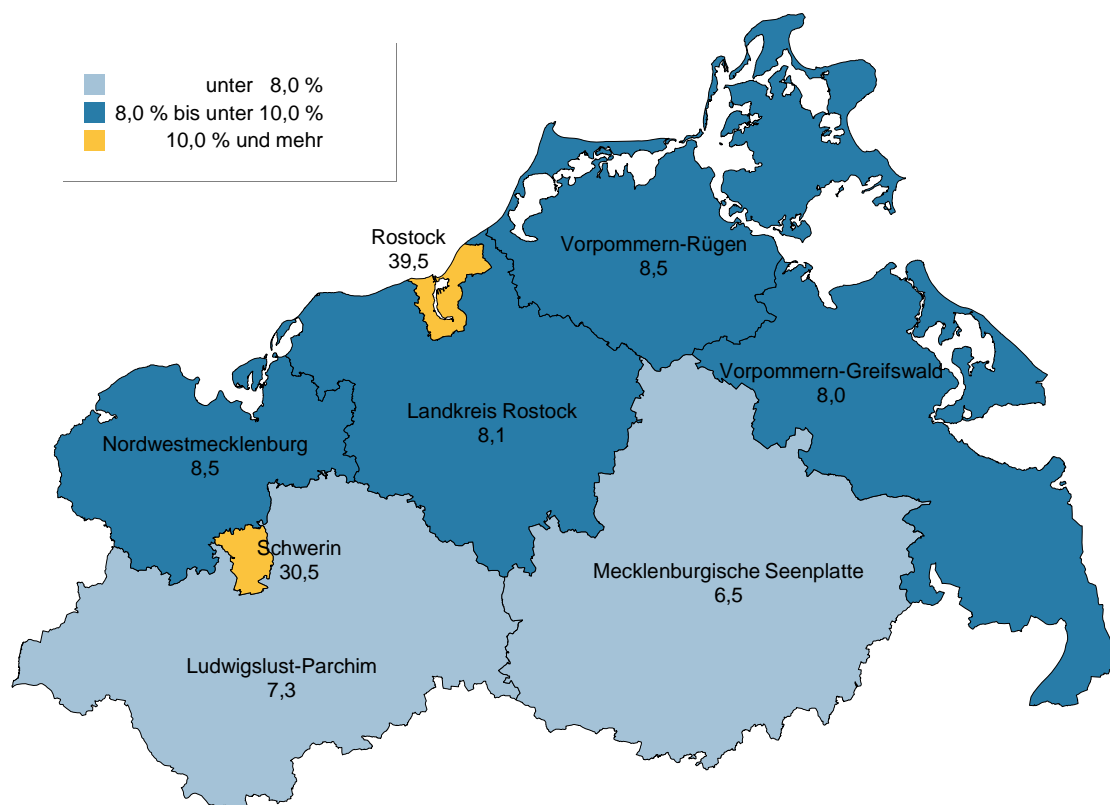 unter 8,0 %
8,0 % bis unter 10,0 %
10,0 % und mehr
Rostock
39,5
Vorpommern-Rügen
8,5
Vorpommern-Greifswald
8,0
Landkreis Rostock
8,1
Nordwestmecklenburg
8,5
Schwerin
30,5
Mecklenburgische Seenplatte
6,5
Ludwigslust-Parchim
7,3